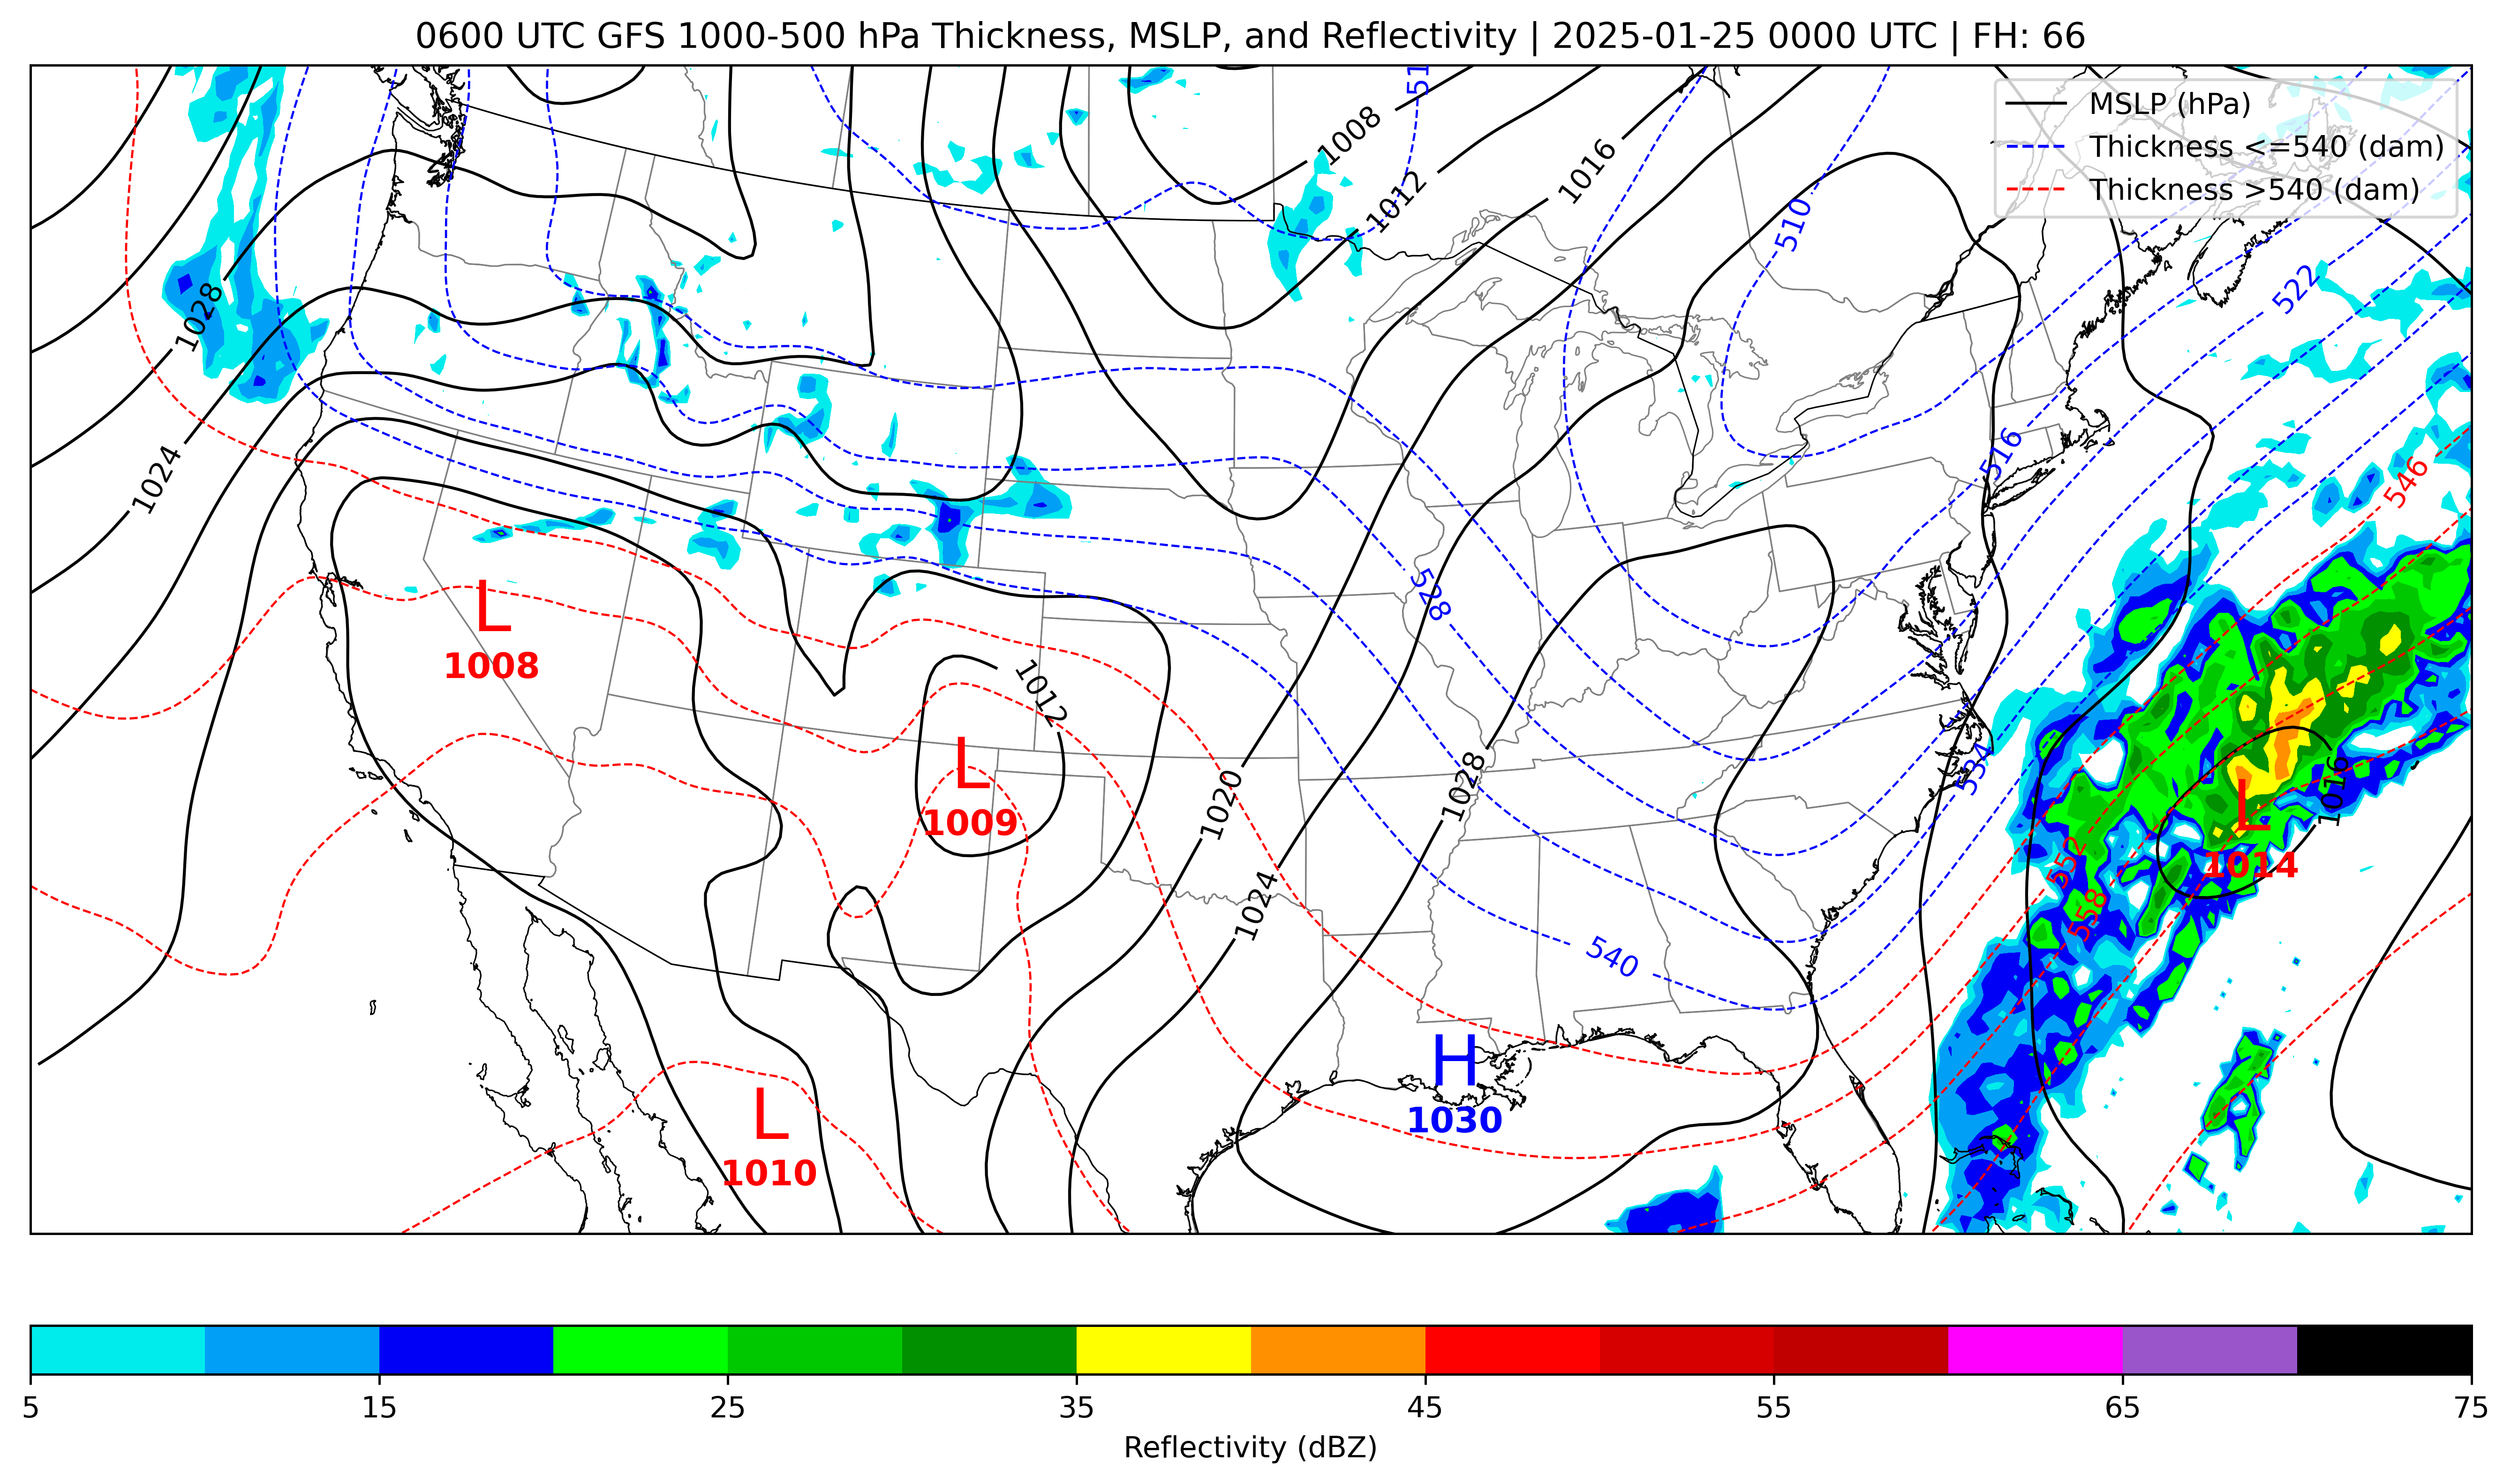 0600 UTC GFS 1000-500 hPa Thickness, MSLP, and Reflectivity | 2025-01-25 0000 UTC | FH: 66
MSLP (hPa)
Thickness <=540 (dam)
Thickness >540 (dam)
51
1008
1012
1016
510
522
1028
1024
516
546
528
L
1008
1012
L
1009
1020
1028
534
1016
L
1014
552
558
1024
540
H
1030
L
1010
5 15 25 35 45 55 65 75
Reflectivity (dBZ)